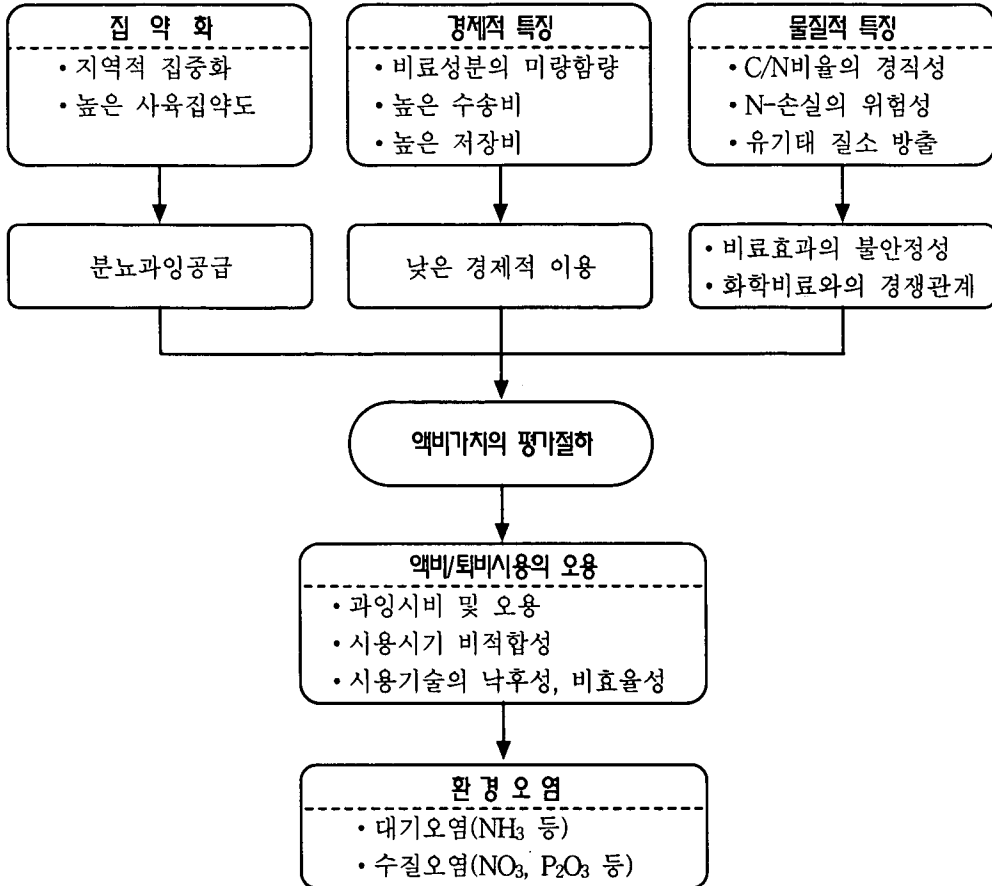 집 약 화
• 지역적 집중화
• 높은 사육집약도
경제적 특징
• 비료성분의 미량함량
• 높은 수송비
• 높은 저장비
물질적 특징
• C/N비율의 경직성
• N-손실의 위험성
• 유기태 질소 방출
분뇨과잉공급
낮은 경제적 이용
• 비료효과의 불안정성
• 화학비료와의 경쟁관계
액비가치의 평가절하
액비/퇴비시용의 오용
• 과잉시비 및 오용
• 시용시기 비적합성
• 시용기술의 낙후성, 비효율성
환 경 오 염
• 대기오염(NH₃ 등)
• 수질오염(NO₃, P₂O₃ 등)